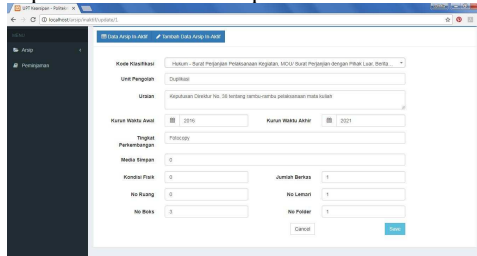 UPT Kearsipan - Politekn
localhost/arsip/inaktif/update/1
MENU
Data Arsip In-Aktif Tambah Data Arsip In-Aktif
Arsip
Peminjaman
Kode Klasifikasi Hukum - Surat Perjanjian Pelaksanaan Kegiatan, MOU/ Surat Perjanjian dengan Pihak Luar, Berita ...
Unit Pengolah Duplikasi
Uraian Keputusan Direktur No. 58 tentang rambu-rambu pelaksanaan mata kuliah
Kurun Waktu Awal 2016 Kurun Waktu Akhir 2021
Tingkat
Perkembangan
Fotocopy
Media Simpan 0
Kondisi Fisik 0 Jumlah Berkas 1
No Ruang 0 No Lemari 1
No Boks 3 No Folder 1
Cancel Save